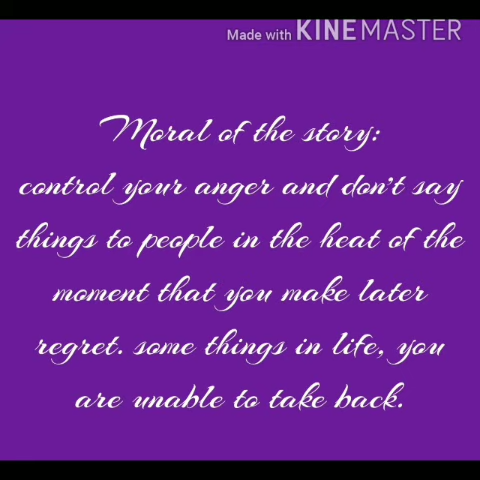 Made with KINEMASTER
Moral of the story:
control your anger and don't say
things to people in the heat of the
moment that you make later
regret. some things in life, you
are unable to take back.